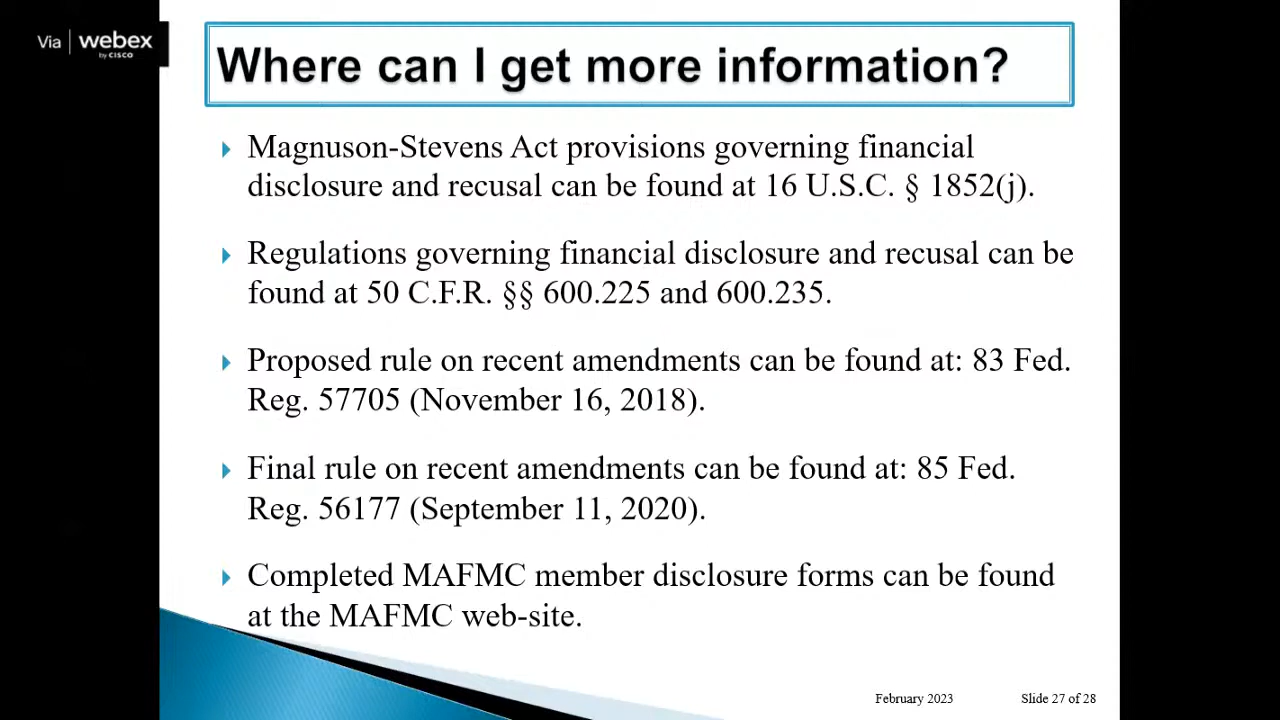 Via webex
by CISCO
Where can I get more information?
Magnuson-Stevens Act provisions governing financial
disclosure and recusal can be found at 16 U.S.C. § 1852(j).
Regulations governing financial disclosure and recusal can be
found at 50 C.F.R. §§ 600.225 and 600.235.
Proposed rule on recent amendments can be found at: 83 Fed.
Reg. 57705 (November 16, 2018).
Final rule on recent amendments can be found at: 85 Fed.
Reg. 56177 (September 11, 2020).
Completed MAFMC member disclosure forms can be found
at the MAFMC web-site.
February 2023 Slide 27 of 28